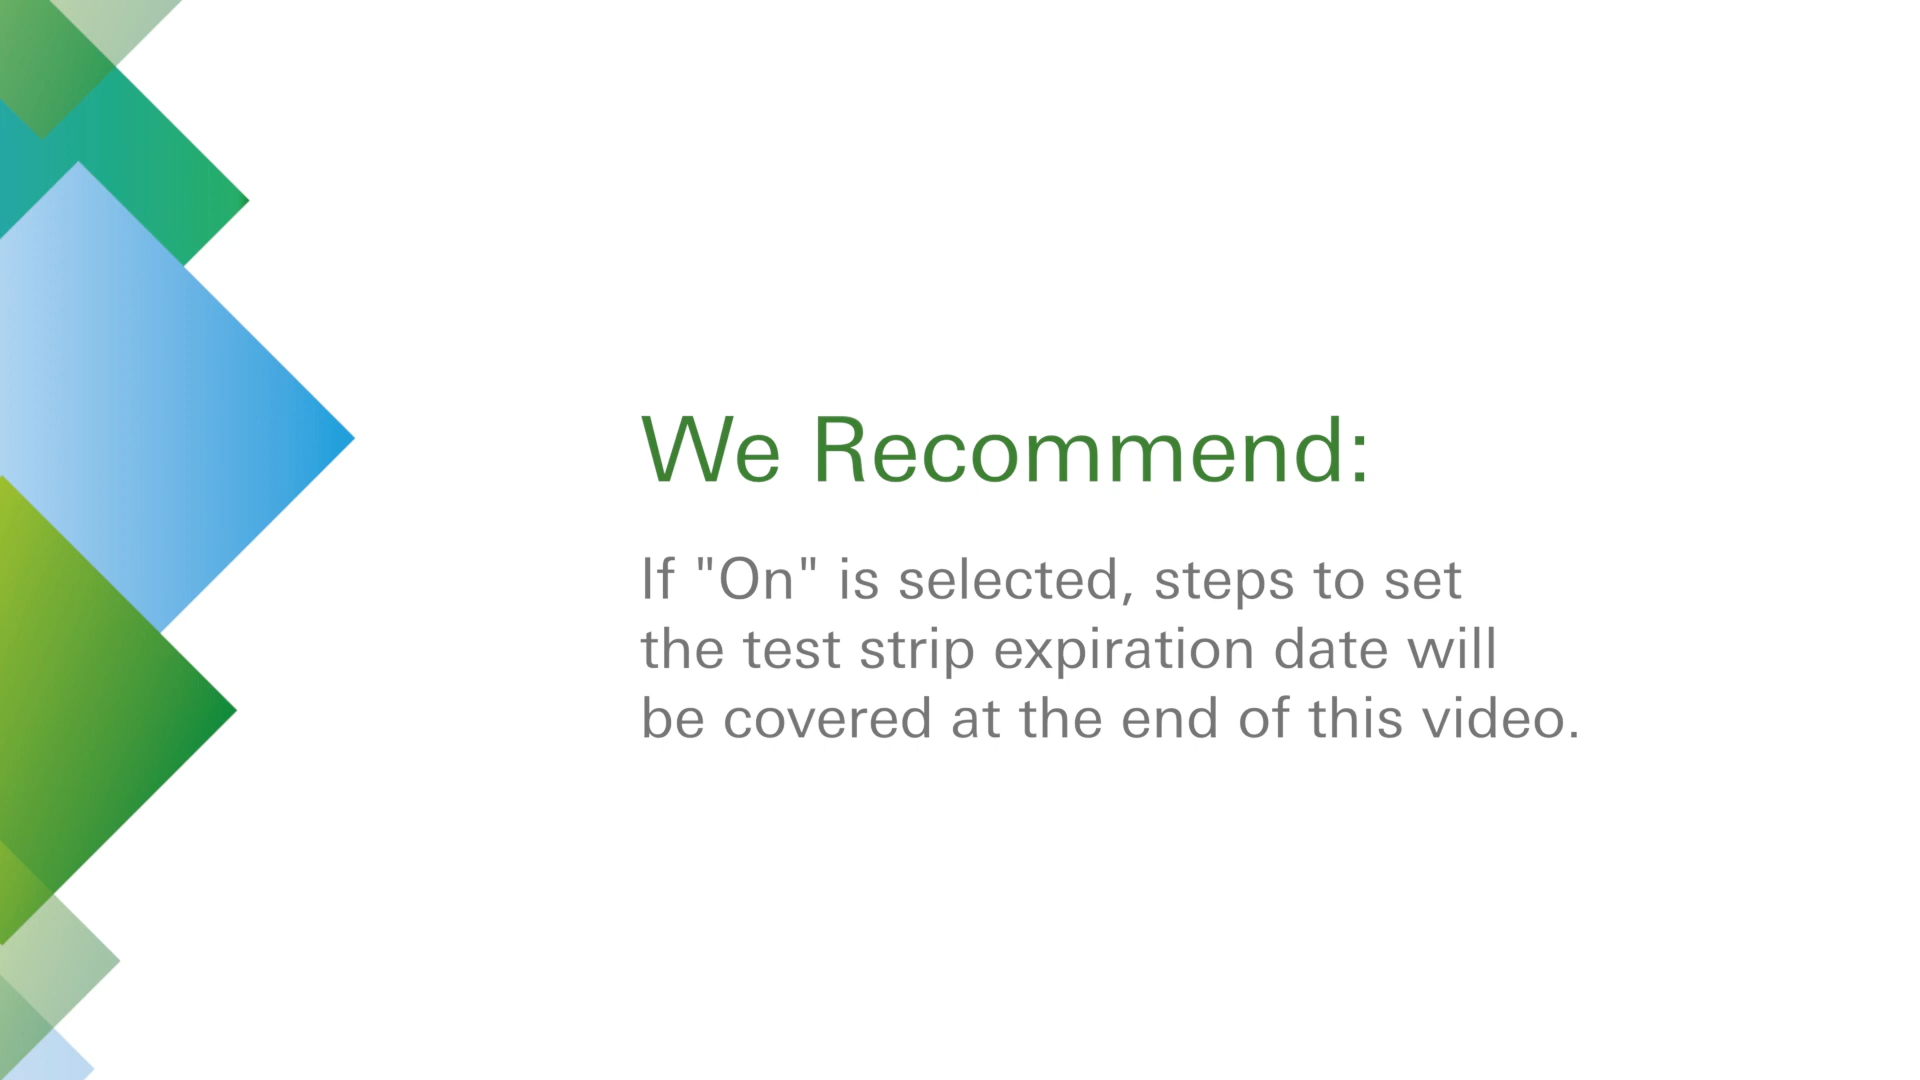 We Recommend:
If "On" is selected, steps to set
the test strip expiration date will
be covered at the end of this video.